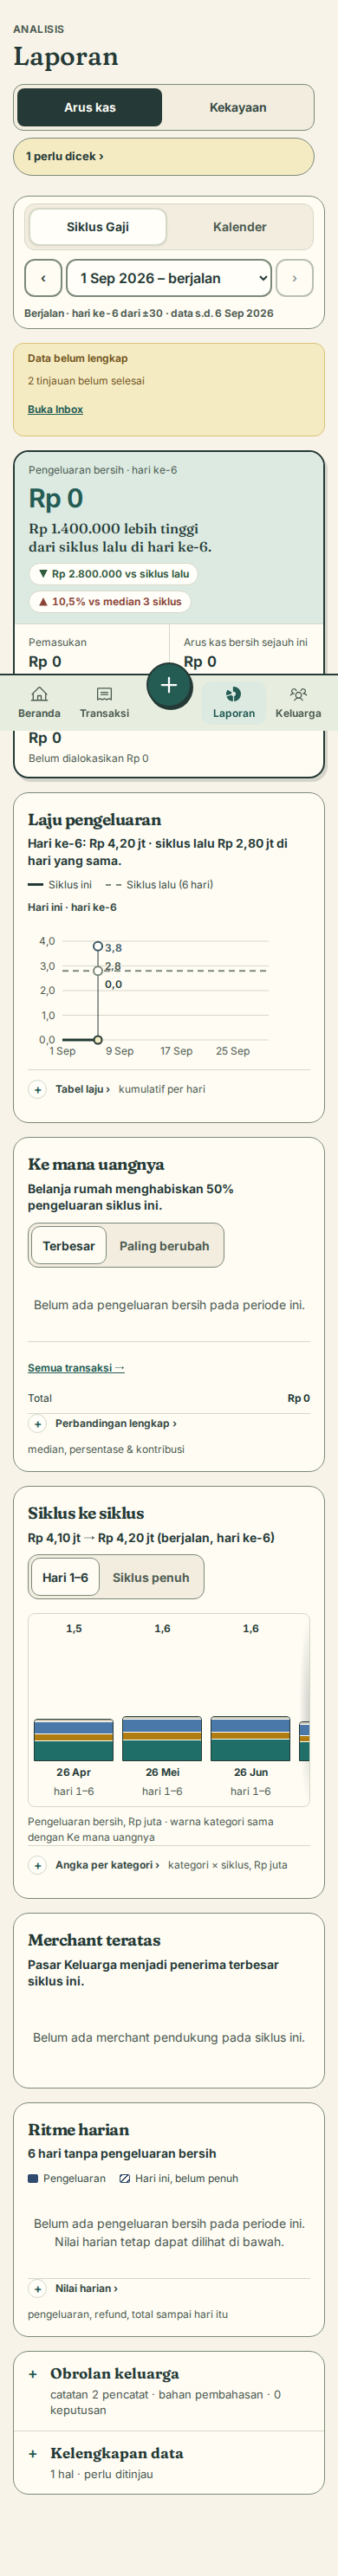 ANALISIS
Laporan
Arus kas
Kekayaan
1 perlu dicek ›
Siklus Gaji
Kalender
‹
1 Sep 2026 – berjalan
›
Berjalan · hari ke-6 dari ±30 · data s.d. 6 Sep 2026
Data belum lengkap
2 tinjauan belum selesai
Buka Inbox
Pengeluaran bersih · hari ke-6
Rp 0
Rp 1.400.000 lebih tinggi
dari siklus lalu di hari ke-6.
▼ Rp 2.800.000 vs siklus lalu
▲ 10,5% vs median 3 siklus
Pemasukan
Rp 0
Arus kas bersih sejauh ini
Rp 0
+
Beranda
Transaksi
Laporan
Keluarga
Rp 0
Belum dialokasikan Rp 0
Laju pengeluaran
Hari ke-6: Rp 4,20 jt · siklus lalu Rp 2,80 jt di
hari yang sama.
Siklus ini
Siklus lalu (6 hari)
Hari ini · hari ke-6
4,0
3,0
2,0
1,0
0,0
3,8
2,8
0,0
1 Sep
9 Sep
17 Sep
25 Sep
+ Tabel laju › kumulatif per hari
Ke mana uangnya
Belanja rumah menghabiskan 50%
pengeluaran siklus ini.
Terbesar
Paling berubah
Belum ada pengeluaran bersih pada periode ini.
Semua transaksi →
Total Rp 0
+ Perbandingan lengkap ›
median, persentase & kontribusi
Siklus ke siklus
Rp 4,10 jt → Rp 4,20 jt (berjalan, hari ke-6)
Hari 1–6
Siklus penuh
1,5
1,6
1,6
26 Apr
26 Mei
26 Jun
hari 1–6
hari 1–6
hari 1–6
Pengeluaran bersih, Rp juta · warna kategori sama
dengan Ke mana uangnya
+ Angka per kategori › kategori × siklus, Rp juta
Merchant teratas
Pasar Keluarga menjadi penerima terbesar
siklus ini.
Belum ada merchant pendukung pada siklus ini.
Ritme harian
6 hari tanpa pengeluaran bersih
Pengeluaran
Hari ini, belum penuh
Belum ada pengeluaran bersih pada periode ini.
Nilai harian tetap dapat dilihat di bawah.
+ Nilai harian ›
pengeluaran, refund, total sampai hari itu
+ Obrolan keluarga
catatan 2 pencatat · bahan pembahasan · 0
keputusan
+ Kelengkapan data
1 hal · perlu ditinjau